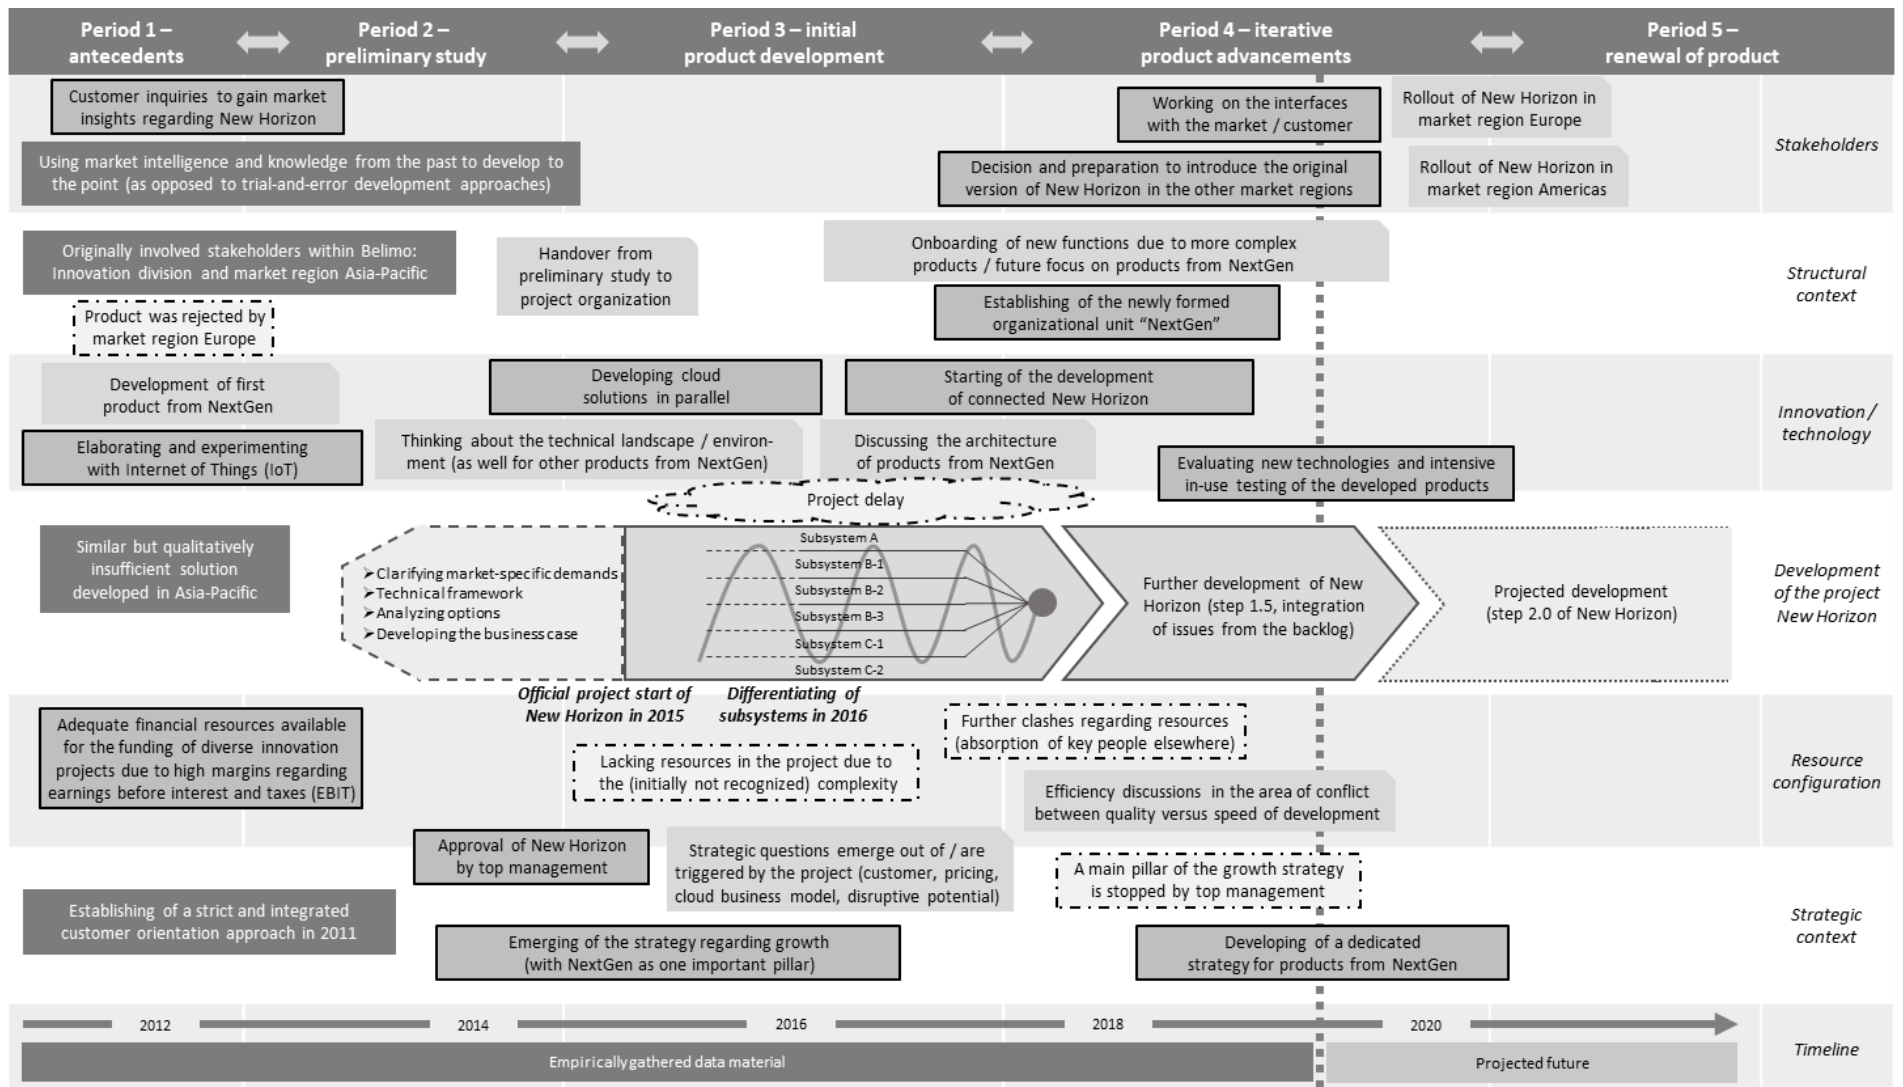 Period 1 –
antecedents
Period 2 –
preliminary study
Period 3 – initial
product development
Period 4 – iterative
product advancements
Period 5 –
renewal of product
Customer inquiries to gain market
insights regarding New Horizon
Using market intelligence and knowledge from the past to develop to
the point (as opposed to trial-and-error development approaches)
Working on the interfaces
with the market / customer
Decision and preparation to introduce the original
version of New Horizon in the other market regions
Rollout of New Horizon in
market region Europe
Rollout of New Horizon in
market region Americas
Stakeholders
Originally involved stakeholders within Belimo:
Innovation division and market region Asia-Pacific
Product was rejected by
market region Europe
Handover from
preliminary study to
project organization
Onboarding of new functions due to more complex
products / future focus on products from NextGen
Establishing of the newly formed
organizational unit “NextGen”
Structural
context
Development of first
product from NextGen
Elaborating and experimenting
with Internet of Things (IoT)
Developing cloud
solutions in parallel
Thinking about the technical landscape / environ-
ment (as well for other products from NextGen)
Starting of the development
of connected New Horizon
Discussing the architecture
of products from NextGen
Evaluating new technologies and intensive
in-use testing of the developed products
Innovation /
technology
Project delay
Similar but qualitatively
insufficient solution
developed in Asia-Pacific
➢Clarifying market-specific demands
➢Technical framework
➢Analyzing options
➢Developing the business case
Subsystem A
Subsystem B-1
Subsystem B-2
Subsystem B-3
Subsystem C-1
Subsystem C-2
Further development of New
Horizon (step 1.5, integration
of issues from the backlog)
Projected development
(step 2.0 of New Horizon)
Development
of the project
New Horizon
Official project start of
New Horizon in 2015
Differentiating of
subsystems in 2016
Adequate financial resources available
for the funding of diverse innovation
projects due to high margins regarding
earnings before interest and taxes (EBIT)
Lacking resources in the project due to
the (initially not recognized) complexity
Further clashes regarding resources
(absorption of key people elsewhere)
Efficiency discussions in the area of conflict
between quality versus speed of development
Resource
configuration
Approval of New Horizon
by top management
Strategic questions emerge out of / are
triggered by the project (customer, pricing,
cloud business model, disruptive potential)
A main pillar of the growth strategy
is stopped by top management
Establishing of a strict and integrated
customer orientation approach in 2011
Emerging of the strategy regarding growth
(with NextGen as one important pillar)
Developing of a dedicated
strategy for products from NextGen
Strategic
context
2012
2014
2016
2018
2020
Empirically gathered data material
Projected future
Timeline